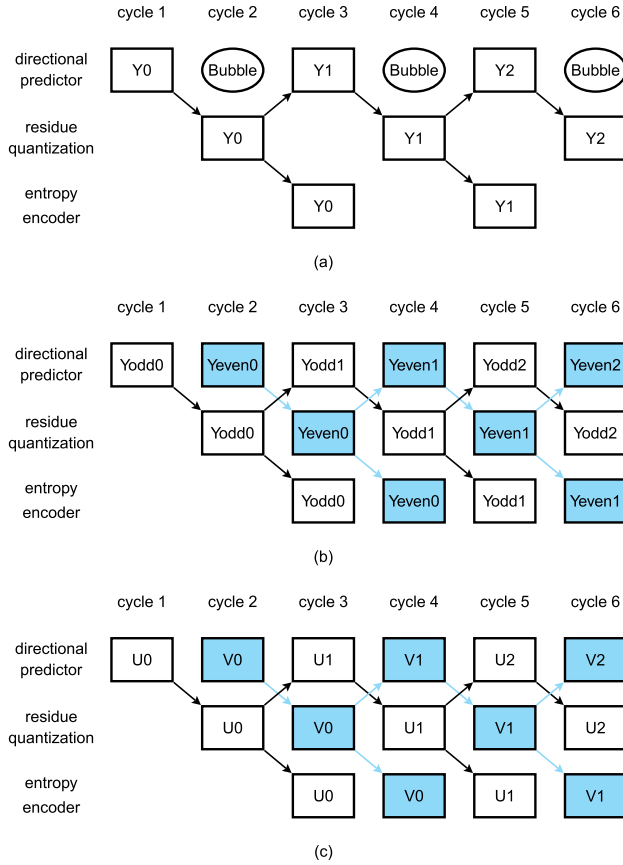 cycle 1 cycle 2 cycle 3 cycle 4 cycle 5 cycle 6
directional
predictor
Y0 Bubble Y1 Bubble Y2 Bubble
residue
quantization
Y0 Y1 Y2
entropy
encoder
Y0 Y1
(a)
cycle 1 cycle 2 cycle 3 cycle 4 cycle 5 cycle 6
directional
predictor
Yodd0 Yeven0 Yodd1 Yeven1 Yodd2 Yeven2
residue
quantization
Yodd0 Yeven0 Yodd1 Yeven1 Yodd2
entropy
encoder
Yodd0 Yeven0 Yodd1 Yeven1
(b)
cycle 1 cycle 2 cycle 3 cycle 4 cycle 5 cycle 6
directional
predictor
U0 V0 U1 V1 U2 V2
residue
quantization
U0 V0 U1 V1 U2
entropy
encoder
U0 V0 U1 V1
(c)